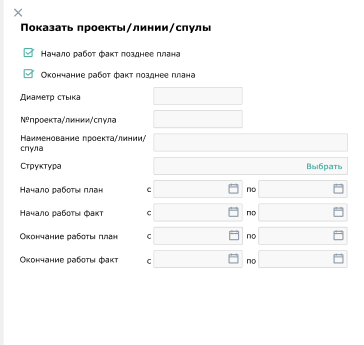 Показать проекты/линии/спулы
Начало работ факт позднее плана
Окончание работ факт позднее плана
Диаметр стыка
№проекта/линии/спула
Наименование проекта/линии/
спула
Структура Выбрать
Начало работы план с по
Начало работы факт с по
Окончание работы план с по
Окончание работы факт с по